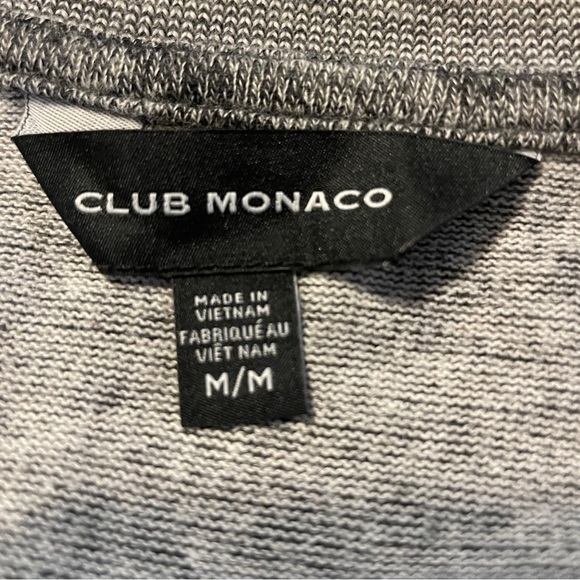 CLUB MONACO
MADE IN
VIETNAM
FABRIQUÉ AU
VIÊT NAM
M/M